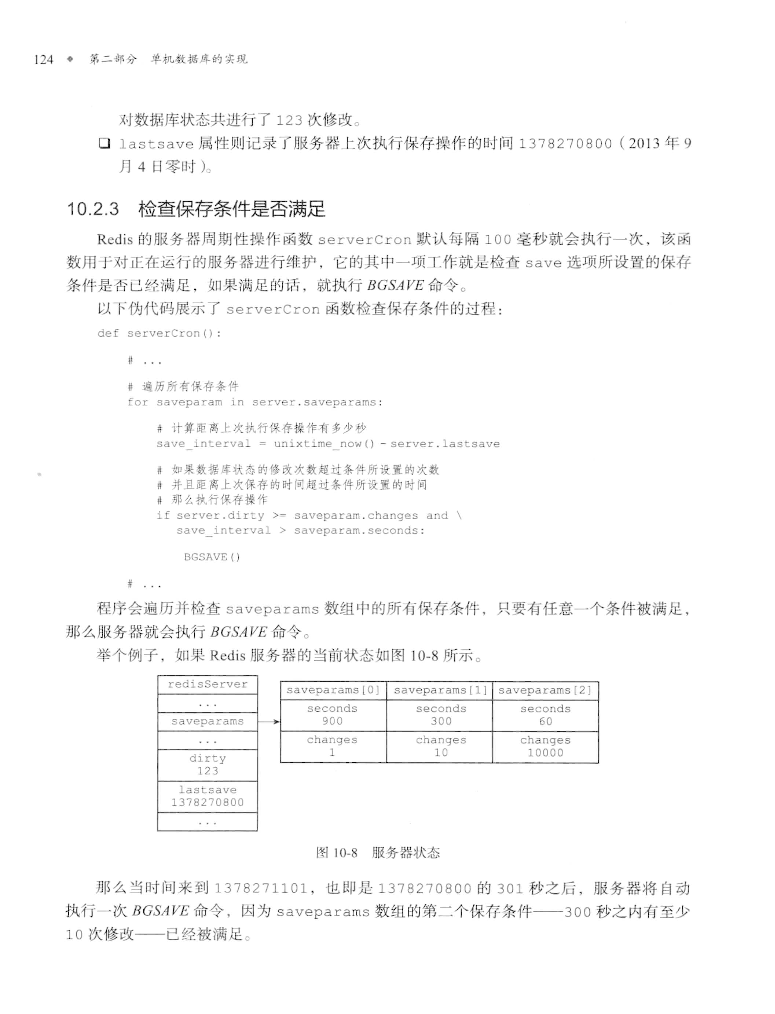 124 ◆ 第二部分 单机数据库的实现
对数据库状态共进行了 123 次修改。
❑ lastsave 属性则记录了服务器上次执行保存操作的时间 1378270800（2013 年 9
月 4 日零时）。
10.2.3 检查保存条件是否满足
Redis 的服务器周期性操作函数 serverCron 默认每隔 100 毫秒就会执行一次，该函
数用于对正在运行的服务器进行维护，它的其中一项工作就是检查 save 选项所设置的保存
条件是否已经满足，如果满足的话，就执行 BGSAVE 命令。
以下伪代码展示了 serverCron 函数检查保存条件的过程：
def serverCron():
# ...
# 遍历所有保存条件
for saveparam in server.saveparams:
# 计算距离上次执行保存操作有多少秒
save_interval = unixtime_now() - server.lastsave
# 如果数据库状态的修改次数超过条件所设置的次数
# 并且距离上次保存的时间超过条件所设置的时间
# 那么执行保存操作
if server.dirty >= saveparam.changes and \
save_interval > saveparam.seconds:
BGSAVE()
# ...
程序会遍历并检查 saveparams 数组中的所有保存条件，只要有任意一个条件被满足，
那么服务器就会执行 BGSAVE 命令。
举个例子，如果 Redis 服务器的当前状态如图 10-8 所示。
redisServer
...
saveparams
...
dirty
123
lastsave
1378270800
...
saveparams[0] saveparams[1] saveparams[2]
seconds seconds seconds
900 300 60
changes changes changes
1 10 10000
图 10-8 服务器状态
那么当时间来到 1378271101，也即是 1378270800 的 301 秒之后，服务器将自动
执行一次 BGSAVE 命令，因为 saveparams 数组的第二个保存条件——300 秒之内有至少
10 次修改——已经被满足。